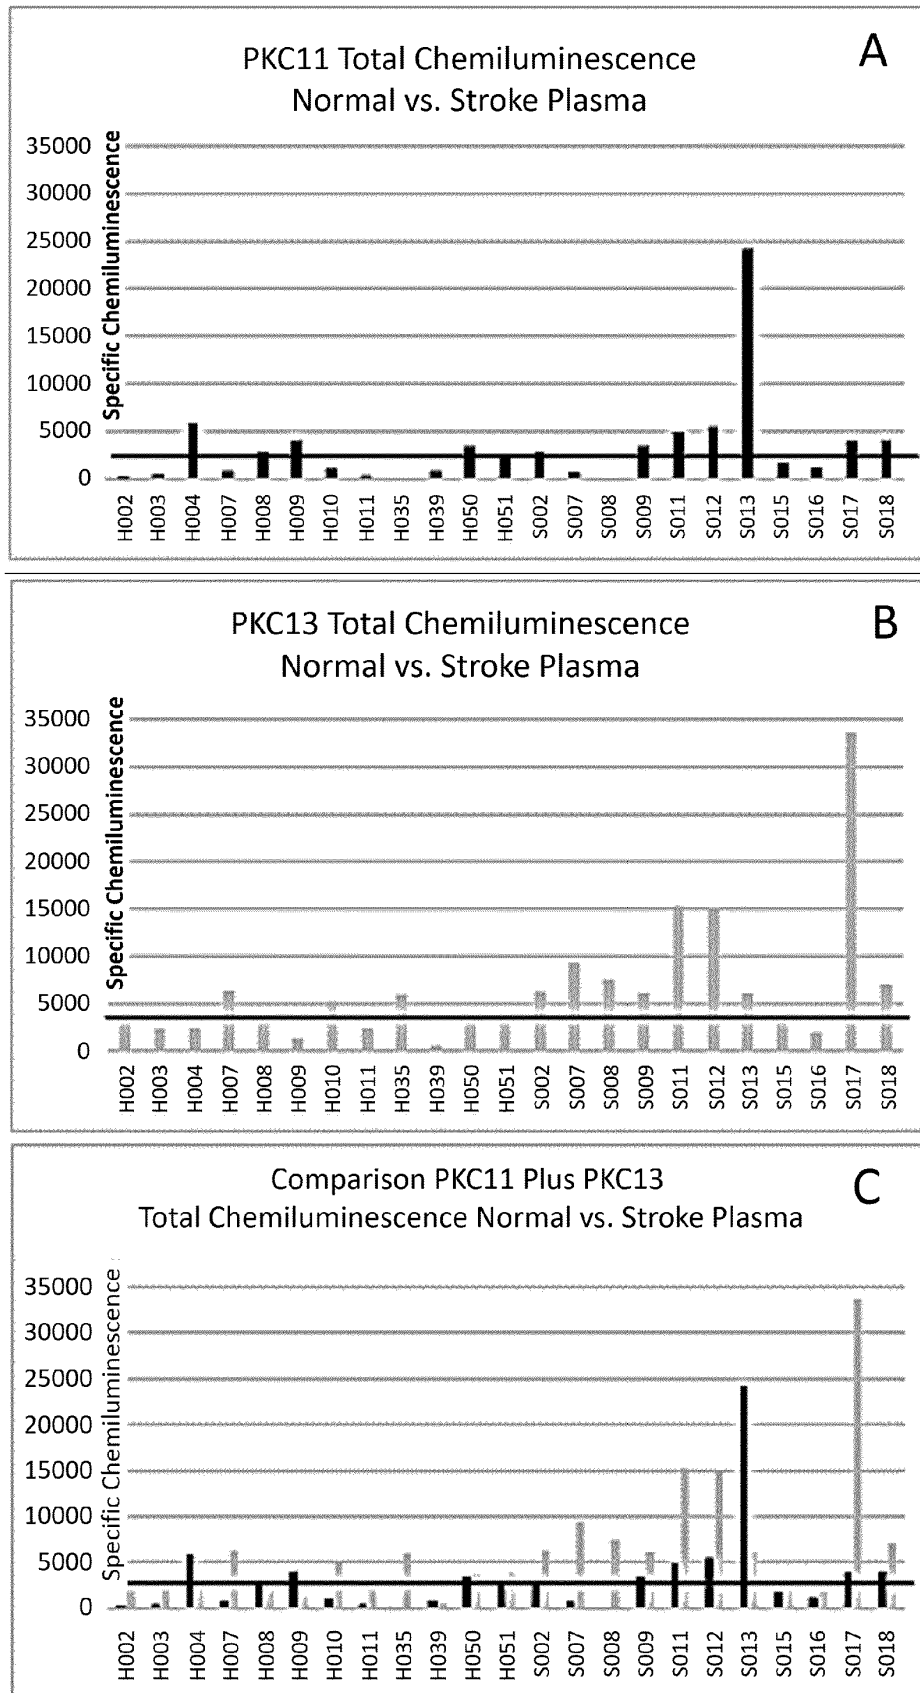 PKC11 Total Chemiluminescence
Normal vs. Stroke Plasma
A
Specific Chemiluminescence
35000
30000
25000
20000
15000
10000
5000
0
H002 H003 H004 H007 H008 H009 H010 H011 H035 H039 H050 H051 S002 S007 S008 S009 S011 S012 S013 S015 S016 S017 S018
PKC13 Total Chemiluminescence
Normal vs. Stroke Plasma
B
Specific Chemiluminescence
35000
30000
25000
20000
15000
10000
5000
0
H002 H003 H004 H007 H008 H009 H010 H011 H035 H039 H050 H051 S002 S007 S008 S009 S011 S012 S013 S015 S016 S017 S018
Comparison PKC11 Plus PKC13
Total Chemiluminescence Normal vs. Stroke Plasma
C
Specific Chemiluminescence
35000
30000
25000
20000
15000
10000
5000
0
H002 H003 H004 H007 H008 H009 H010 H011 H035 H039 H050 H051 S002 S007 S008 S009 S011 S012 S013 S015 S016 S017 S018